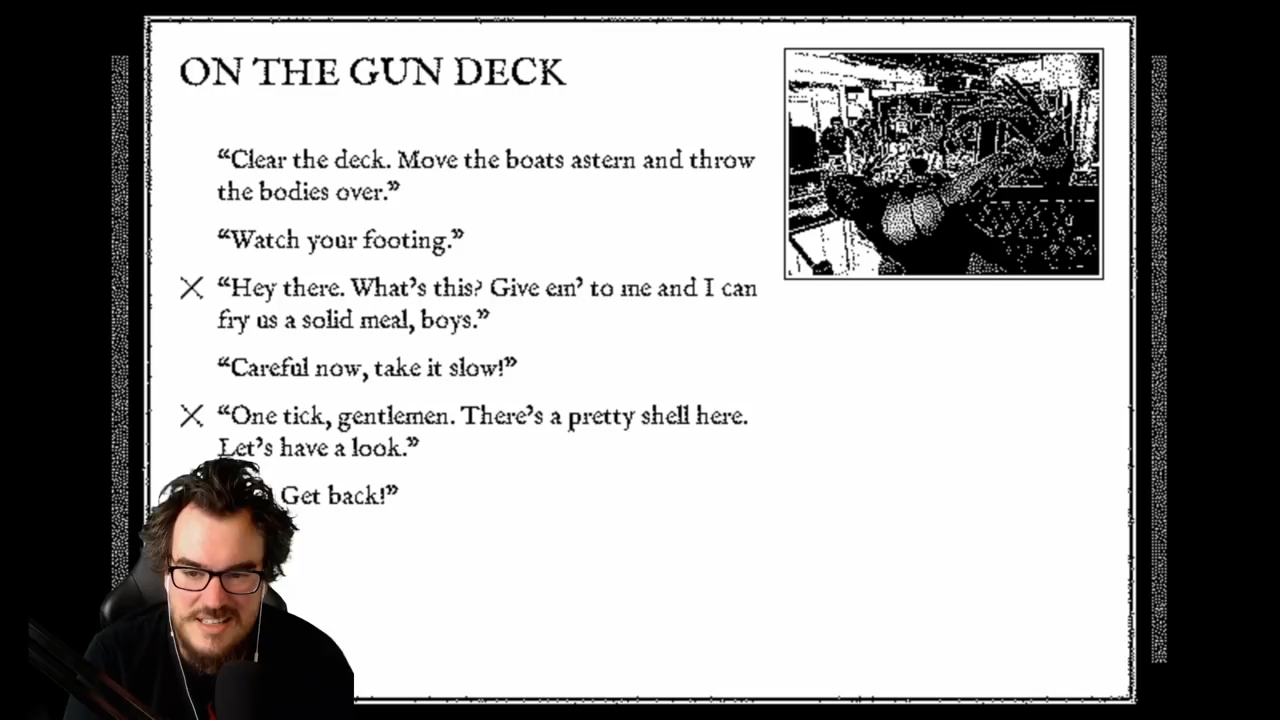 ON THE GUN DECK
“Clear the deck. Move the boats astern and throw
the bodies over.”
“Watch your footing.”
“Hey there. What’s this? Give em’ to me and I can
fry us a solid meal, boys.”
“Careful now, take it slow!”
“One tick, gentlemen. There’s a pretty shell here.
Let’s have a look.”
Get back!”